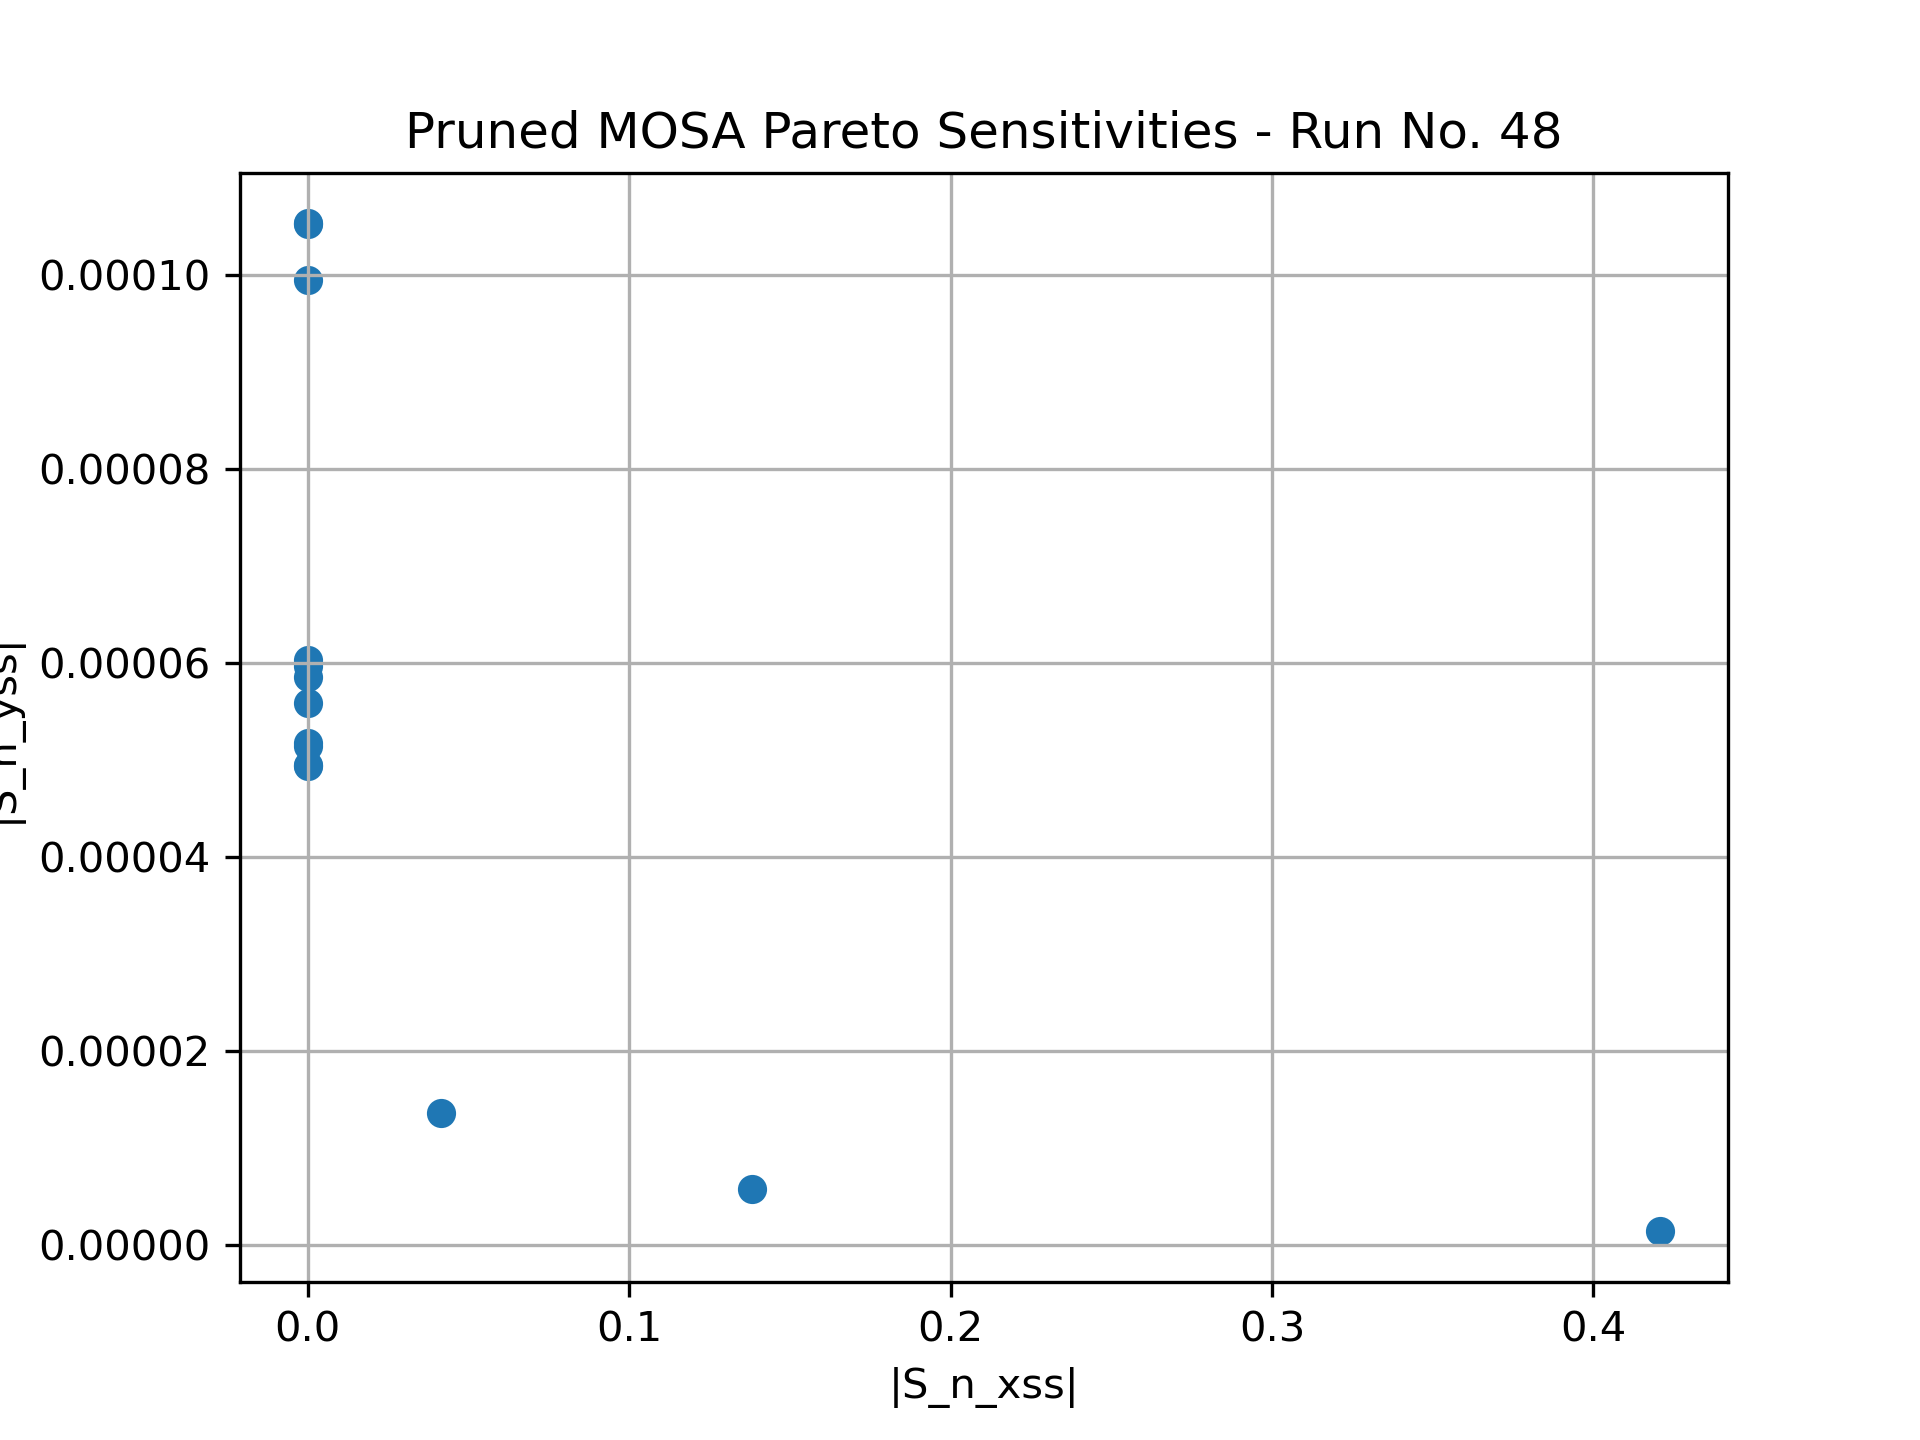 Pruned MOSA Pareto Sensitivities - Run No. 48
0.00010
0.00008
0.00006
0.00004
0.00002
0.00000
|S_n_yss|
0.0 0.1 0.2 0.3 0.4
|S_n_xss|